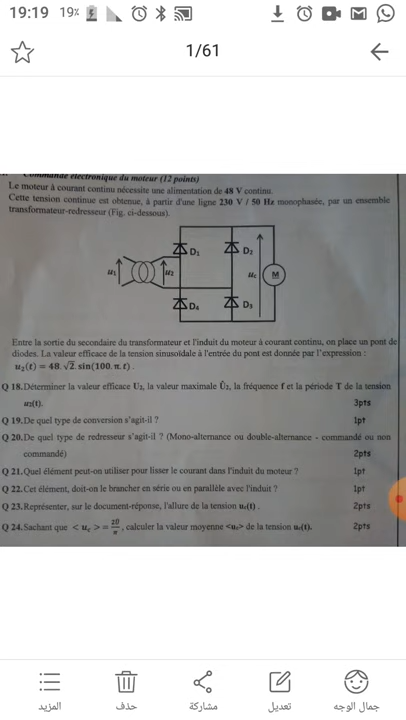 19:19 19%
1/61
Commande électronique du moteur (12 points)
Le moteur à courant continu nécessite une alimentation de 48 V continu.
Cette tension continue est obtenue, à partir d'une ligne 230 V / 50 Hz monophasée, par un ensemble
transformateur-redresseur (Fig. ci-dessous).
D₁ D₂
u₁ u₂ uc M
D₄ D₃
Entre la sortie du secondaire du transformateur et l'induit du moteur à courant continu, on place un pont de
diodes. La valeur efficace de la tension sinusoïdale à l'entrée du pont est donnée par l'expression :
u₂(t) = 48. √2. sin(100. π. t) .
Q 18.Déterminer la valeur efficace U₂, la valeur maximale Û₂, la fréquence f et la période T de la tension
u₂(t). 3pts
Q 19.De quel type de conversion s'agit-il ? 1pt
Q 20.De quel type de redresseur s'agit-il ? (Mono-alternance ou double-alternance - commandé ou non
commandé) 2pts
Q 21.Quel élément peut-on utiliser pour lisser le courant dans l'induit du moteur ? 1pt
Q 22.Cet élément, doit-on le brancher en série ou en parallèle avec l'induit ? 1pt
Q 23.Représenter, sur le document-réponse, l'allure de la tension uc(t) . 2pts
Q 24.Sachant que < uc > = 2Û/π , calculer la valeur moyenne <uc> de la tension uc(t). 2pts
المزيد حذف مشاركة تعديل جمال الوجه